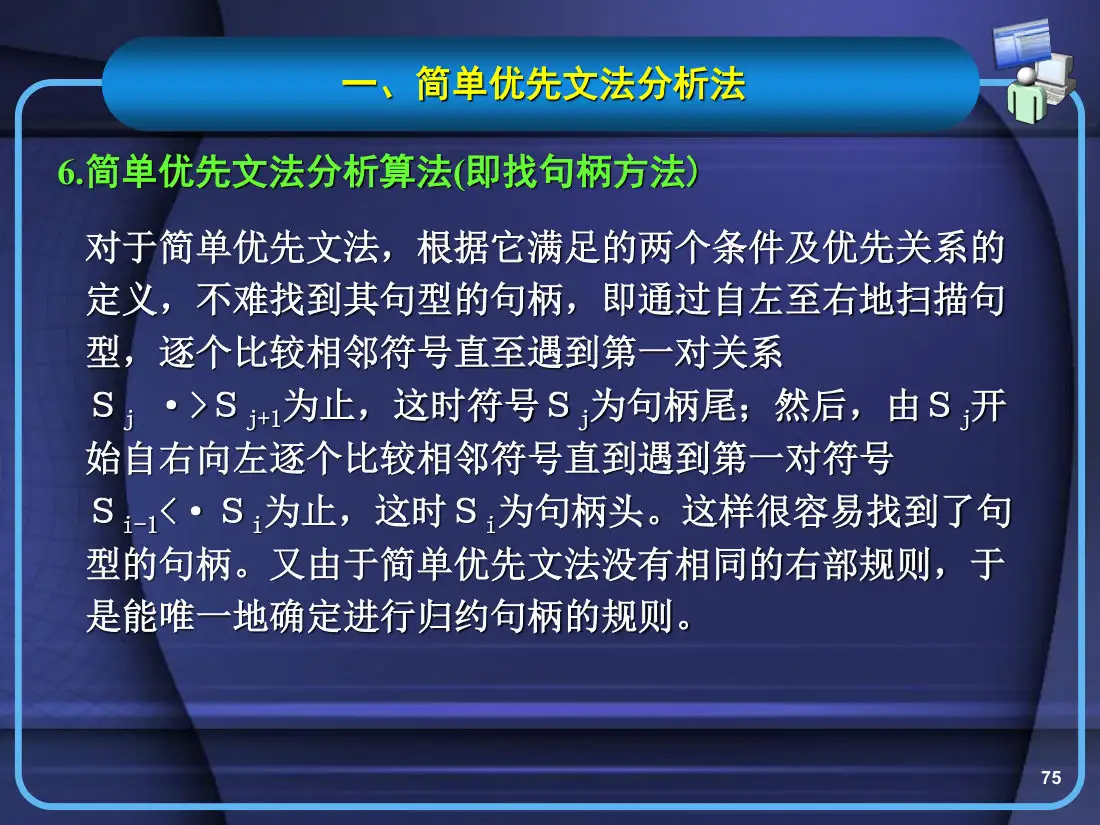 一、简单优先文法分析法
6.简单优先文法分析算法(即找句柄方法)
对于简单优先文法，根据它满足的两个条件及优先关系的
定义，不难找到其句型的句柄，即通过自左至右地扫描句
型，逐个比较相邻符号直至遇到第一对关系
Sj ·>Sj+1为止，这时符号Sj为句柄尾；然后，由Sj开
始自右向左逐个比较相邻符号直到遇到第一对符号
Si-1<·Si为止，这时Si为句柄头。这样很容易找到了句
型的句柄。又由于简单优先文法没有相同的右部规则，于
是能唯一地确定进行归约句柄的规则。
75